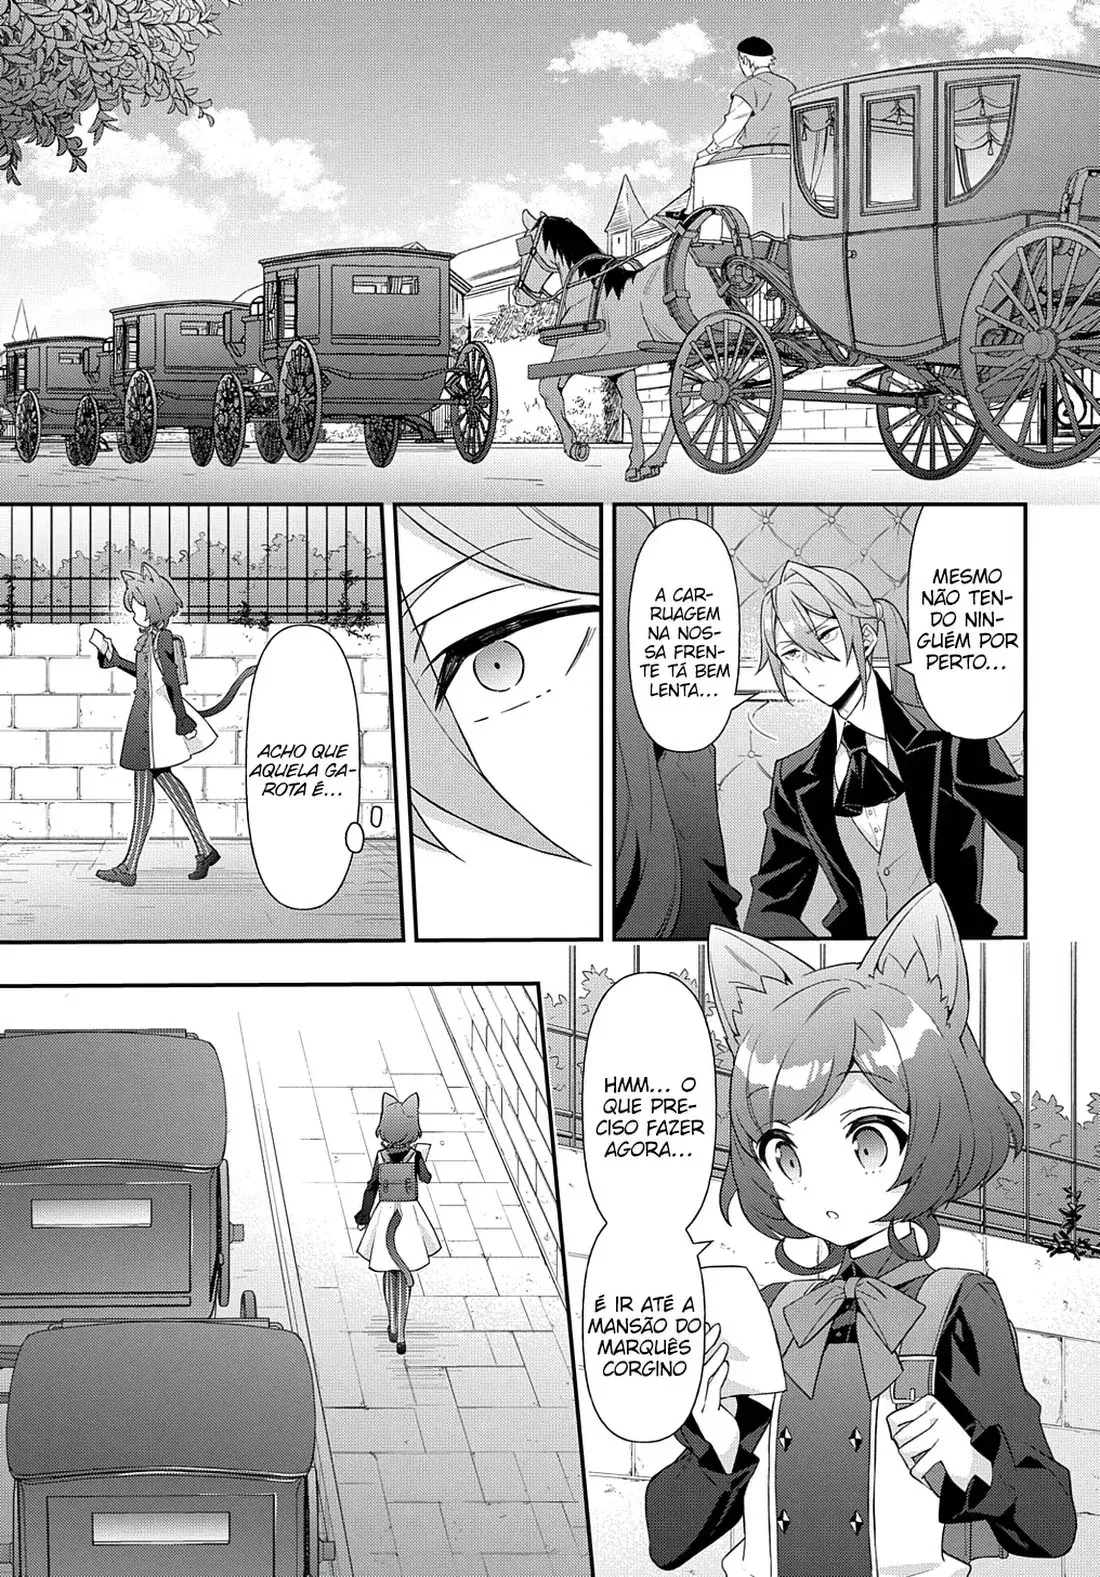 MESMO
NÃO TEN-
DO NIN-
GUÉM POR
PERTO...
A CAR-
RUAGEM
NA NOS-
SA FREN-
TE TÁ BEM
LENTA...
ACHO QUE
AQUELA GA-
ROTA É...
HMM... O
QUE PRE-
CISO FAZER
AGORA...
É IR ATÉ A
MANSÃO DO
MARQUÊS
CORGINO